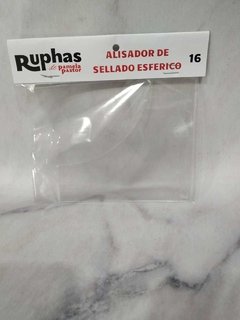 Ruphas
de pamela
pastor
ALISADOR DE
SELLADO ESFERICO
16